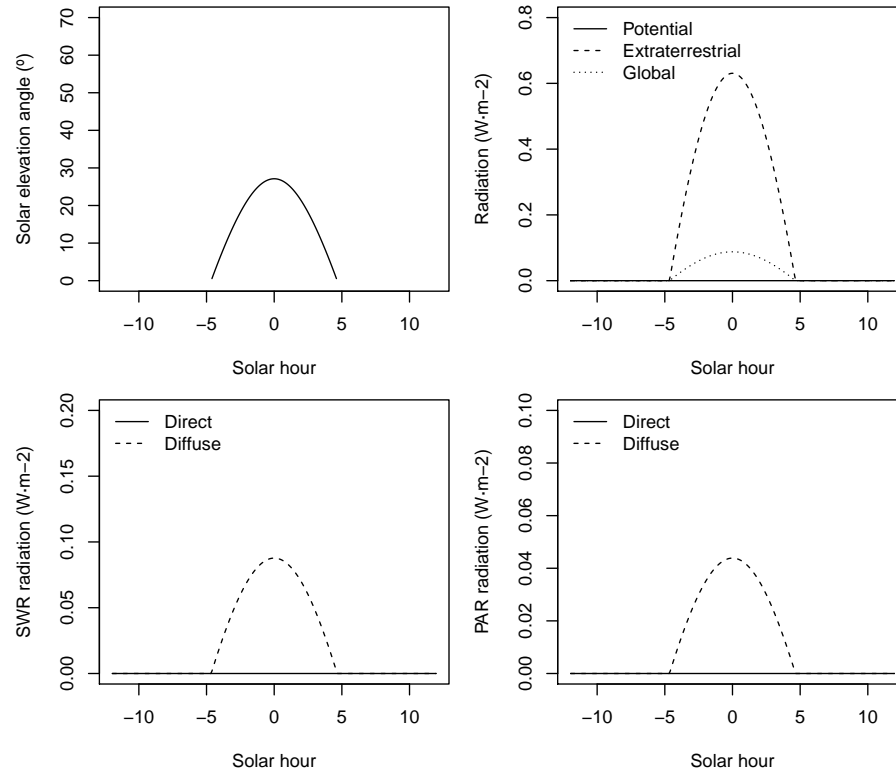 Solar elevation angle (º)
70
60
50
40
30
20
10
0
−10 −5 0 5 10
Solar hour
Radiation (W·m−2)
0.8
0.6
0.4
0.2
0.0
Potential
Extraterrestrial
Global
−10 −5 0 5 10
Solar hour
SWR radiation (W·m−2)
0.20
0.15
0.10
0.05
0.00
Direct
Diffuse
−10 −5 0 5 10
Solar hour
PAR radiation (W·m−2)
0.10
0.08
0.06
0.04
0.02
0.00
Direct
Diffuse
−10 −5 0 5 10
Solar hour